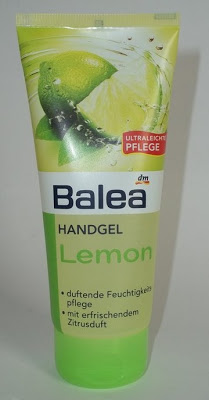 ULTRALEICHTE
PFLEGE
dm
Balea
HANDGEL
Lemon
• duftende Feuchtigkeits
pflege
• mit erfrischendem
Zitrusduft